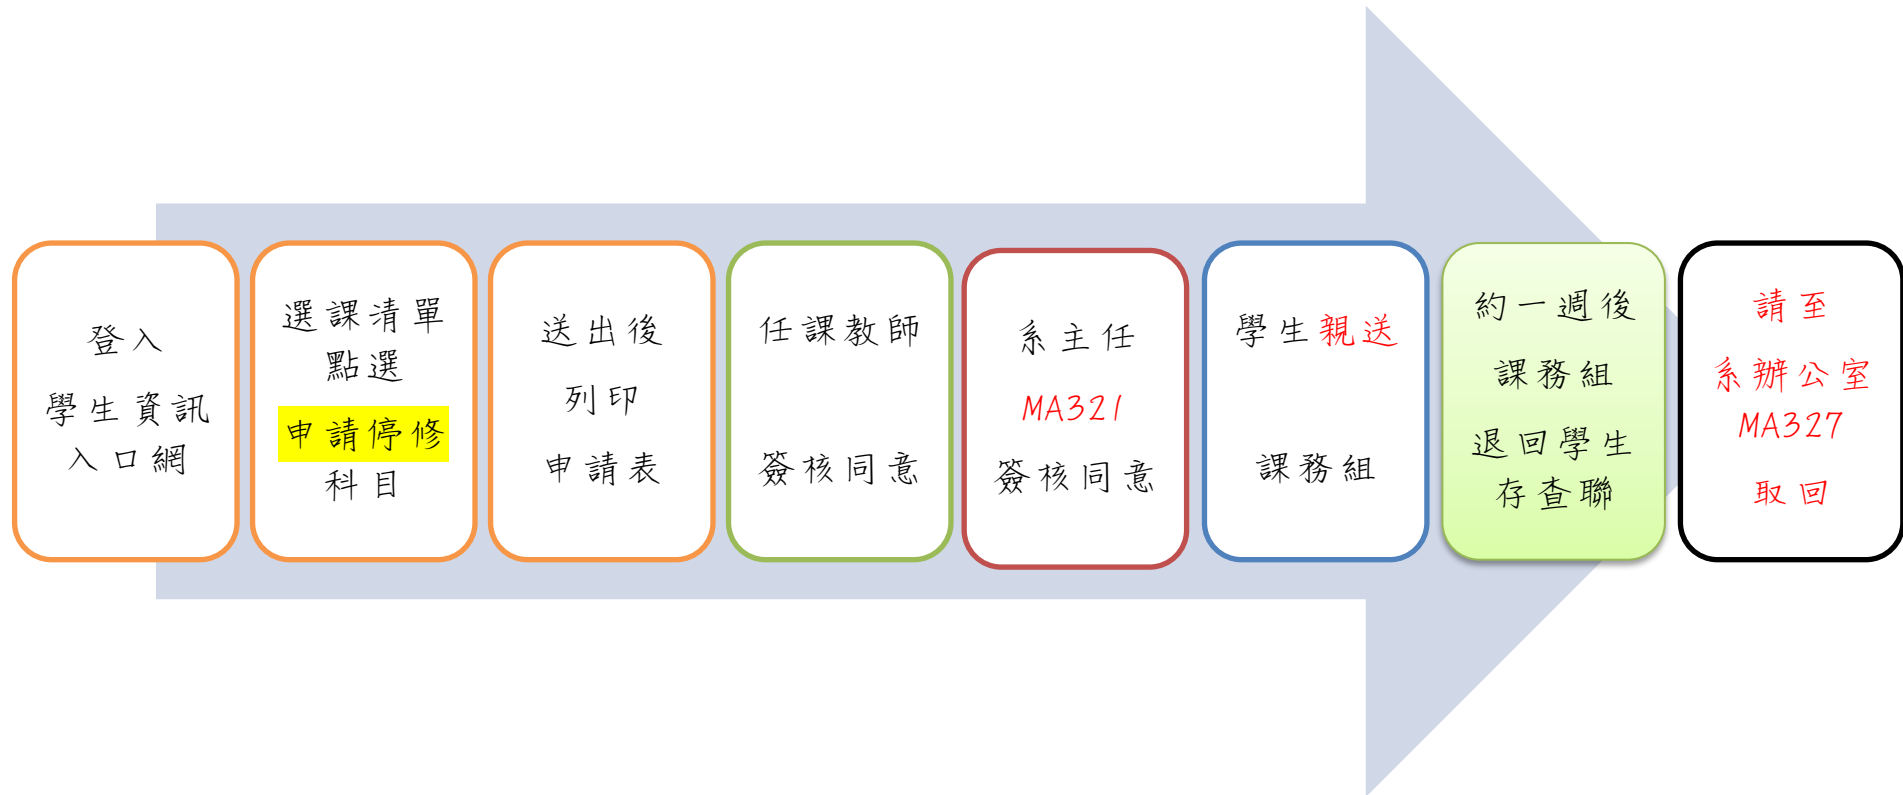 登入
學生資訊
入口網
選課清單
點選
申請停修
科目
送出後
列印
申請表
任課教師
簽核同意
系主任
MA321
簽核同意
學生親送
課務組
約一週後
課務組
退回學生
存查聯
請至
系辦公室
MA327
取回